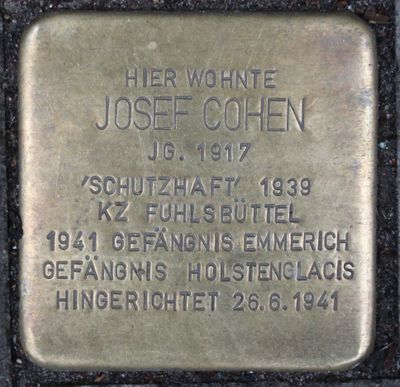 HIER WOHNTE
JOSEF COHEN
JG. 1917
'SCHUTZHAFT' 1939
KZ FUHLSBÜTTEL
1941 GEFÄNGNIS EMMERICH
GEFÄNGNIS HOLSTENGLACIS
HINGERICHTET 26.6.1941